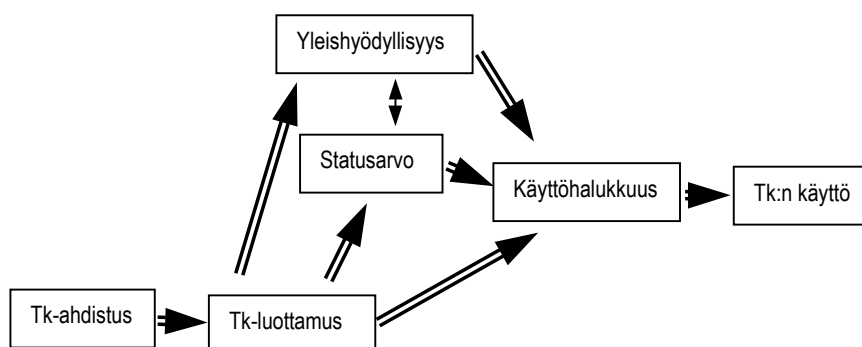 Yleishyödyllisyys
Statusarvo
Käyttöhalukkuus
Tk:n käyttö
Tk-ahdistus
Tk-luottamus